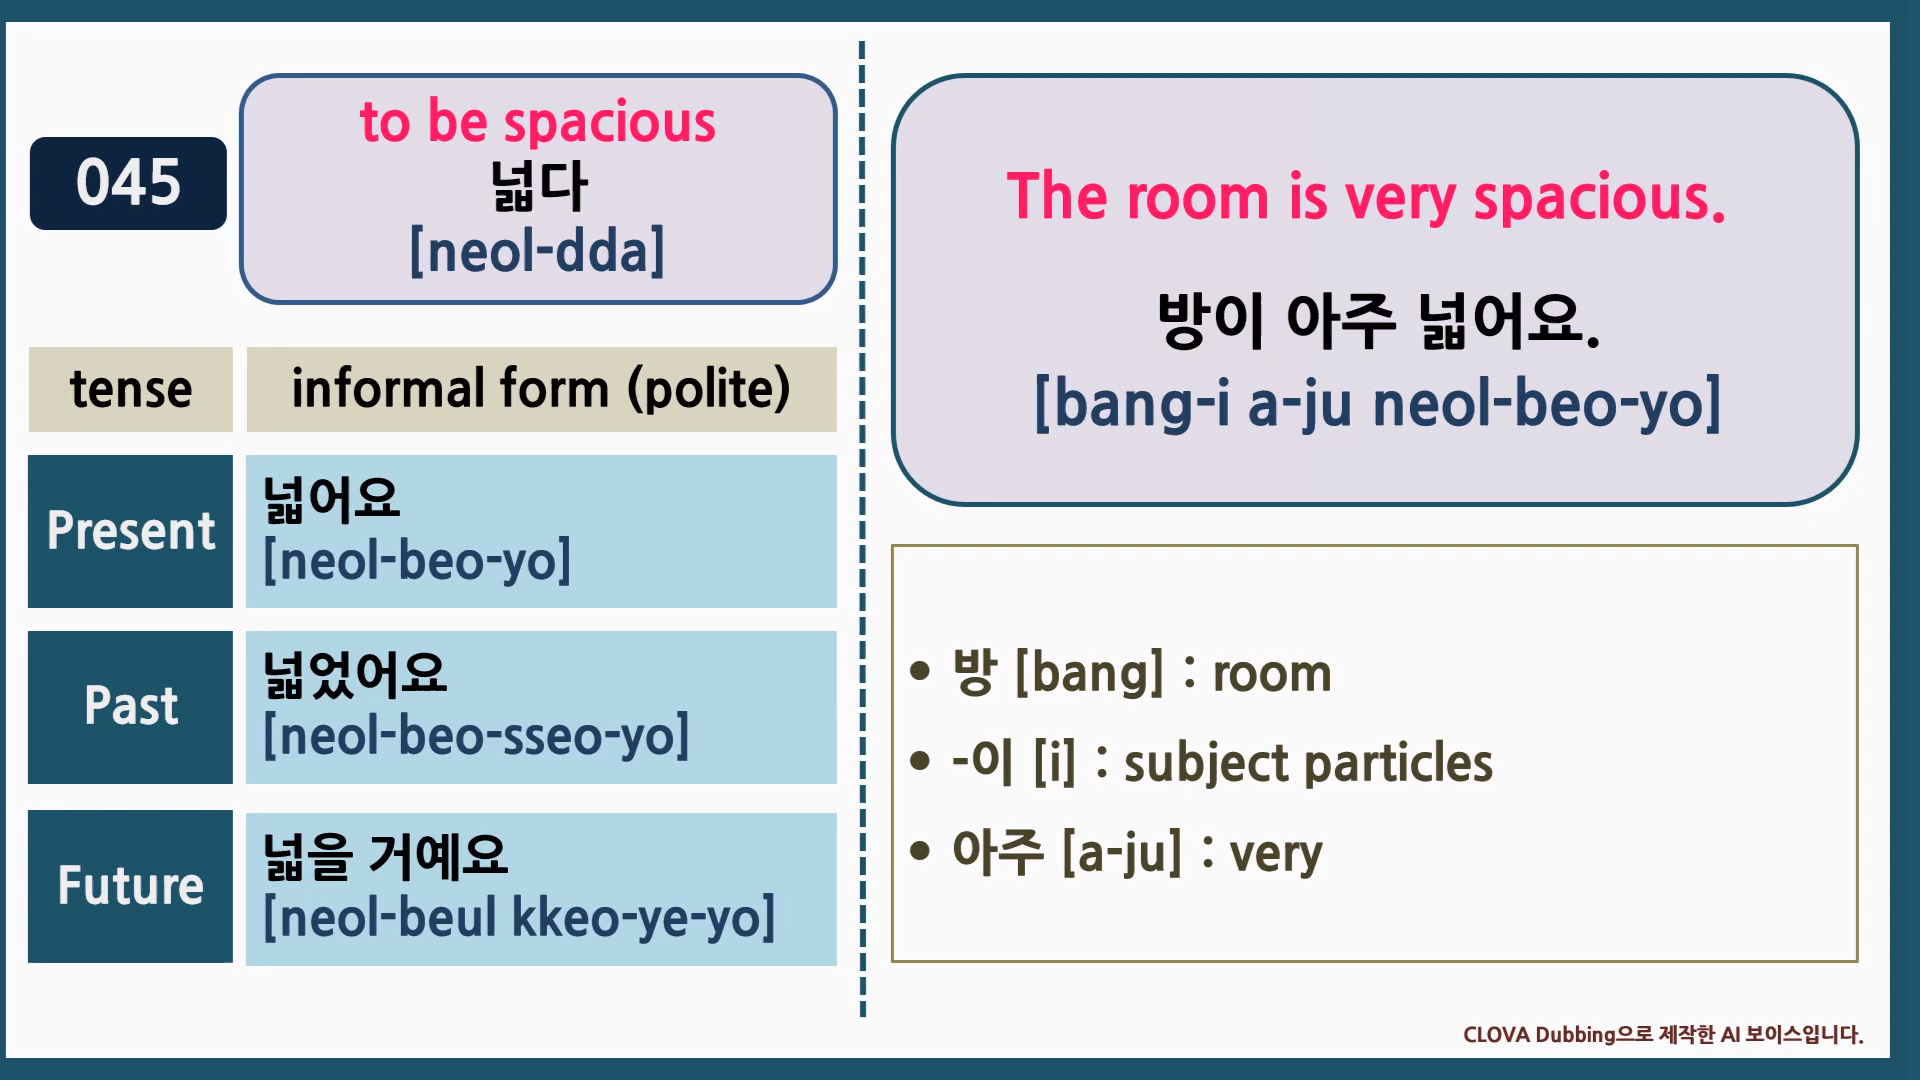 045
to be spacious
넓다
[neol-dda]
tense
informal form (polite)
Present
넓어요
[neol-beo-yo]
Past
넓었어요
[neol-beo-sseo-yo]
Future
넓을 거예요
[neol-beul kkeo-ye-yo]
The room is very spacious.
방이 아주 넓어요.
[bang-i a-ju neol-beo-yo]
• 방 [bang] : room
• -이 [i] : subject particles
• 아주 [a-ju] : very
CLOVA Dubbing으로 제작한 AI 보이스입니다.